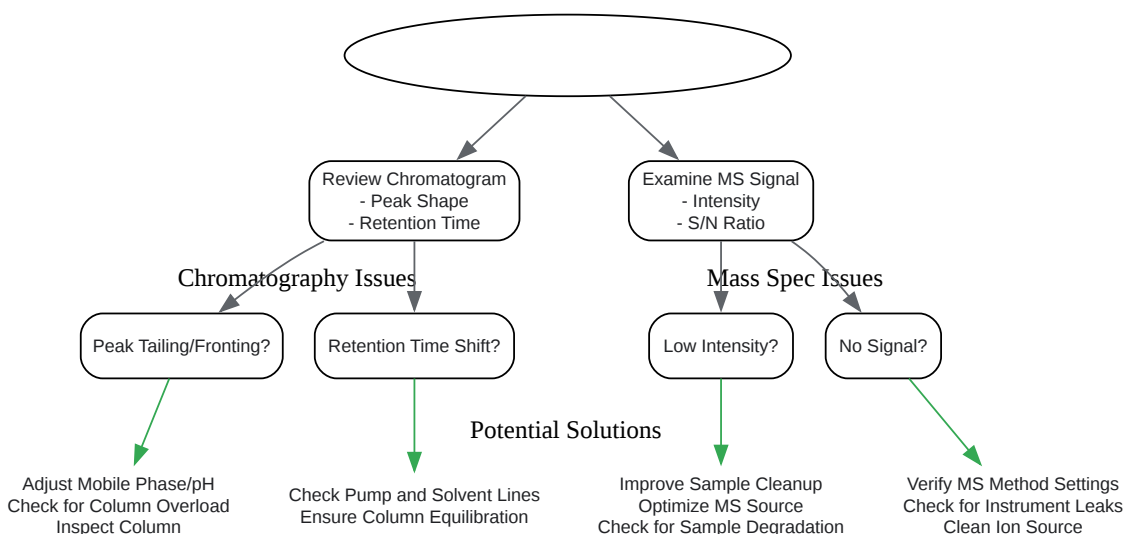 Review Chromatogram
- Peak Shape
- Retention Time
Examine MS Signal
- Intensity
- S/N Ratio
Chromatography Issues
Mass Spec Issues
Peak Tailing/Fronting?
Retention Time Shift?
Low Intensity?
No Signal?
Potential Solutions
Adjust Mobile Phase/pH
Check for Column Overload
Inspect Column
Check Pump and Solvent Lines
Ensure Column Equilibration
Improve Sample Cleanup
Optimize MS Source
Check for Sample Degradation
Verify MS Method Settings
Check for Instrument Leaks
Clean Ion Source